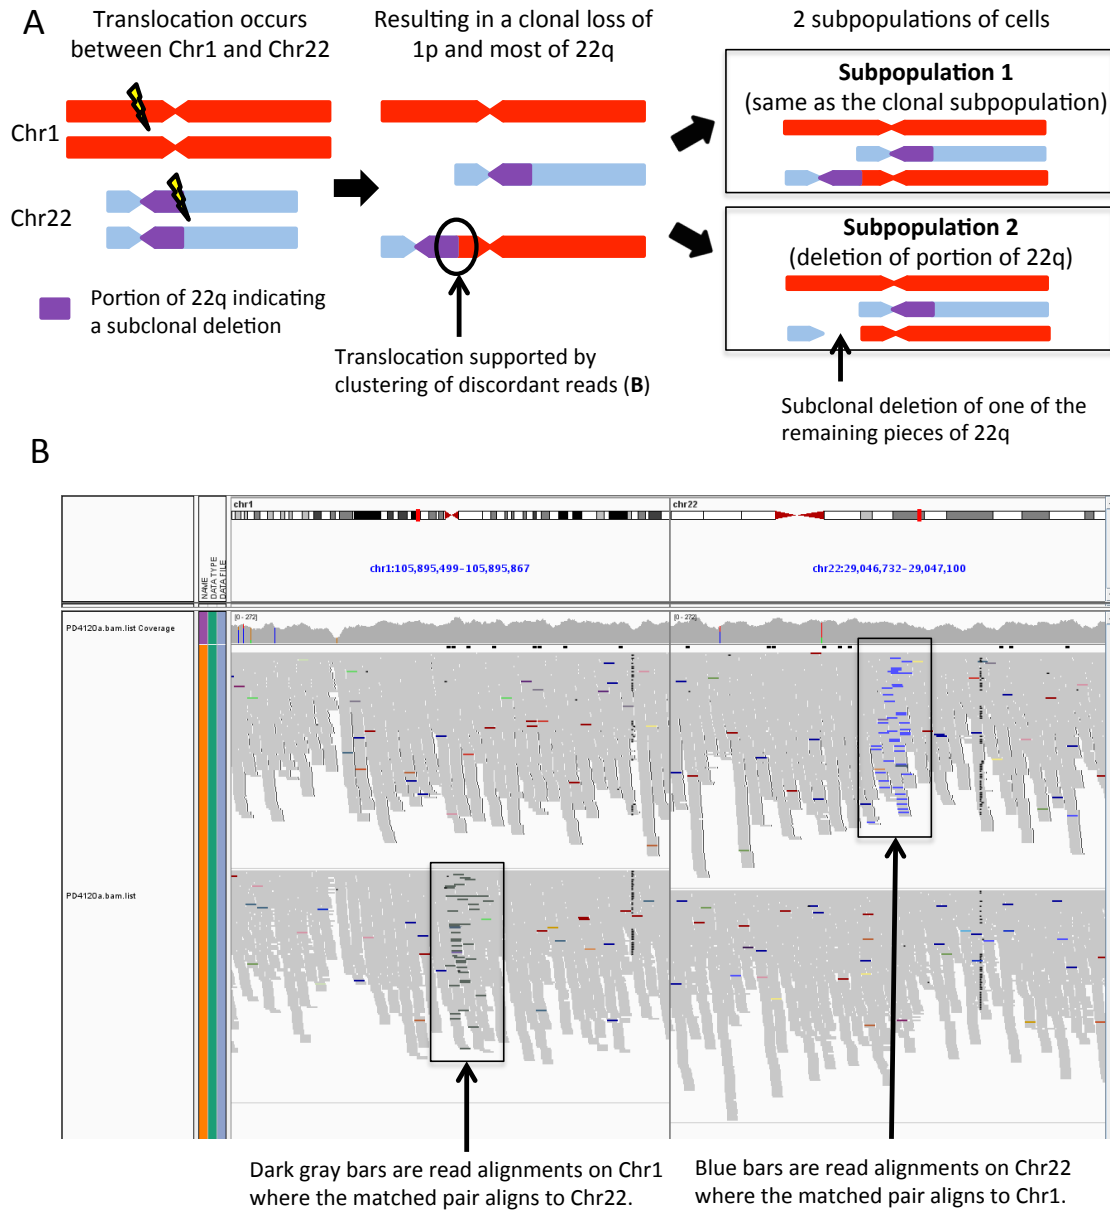 A
Translocation occurs
between Chr1 and Chr22
Resulting in a clonal loss of
1p and most of 22q
2 subpopulations of cells
Chr1
Chr22
Portion of 22q indicating
a subclonal deletion
Translocation supported by
clustering of discordant reads (B)
Subpopulation 1
(same as the clonal subpopulation)
Subpopulation 2
(deletion of portion of 22q)
Subclonal deletion of one of the
remaining pieces of 22q
B
NAME
DATA TYPE
DATA FILE
chr1
chr22
chr1:105,895,499-105,895,867
chr22:29,046,732-29,047,100
PD4120a.bam.list Coverage
[0 - 272]
[0 - 272]
PD4120a.bam.list
Dark gray bars are read alignments on Chr1
where the matched pair aligns to Chr22.
Blue bars are read alignments on Chr22
where the matched pair aligns to Chr1.